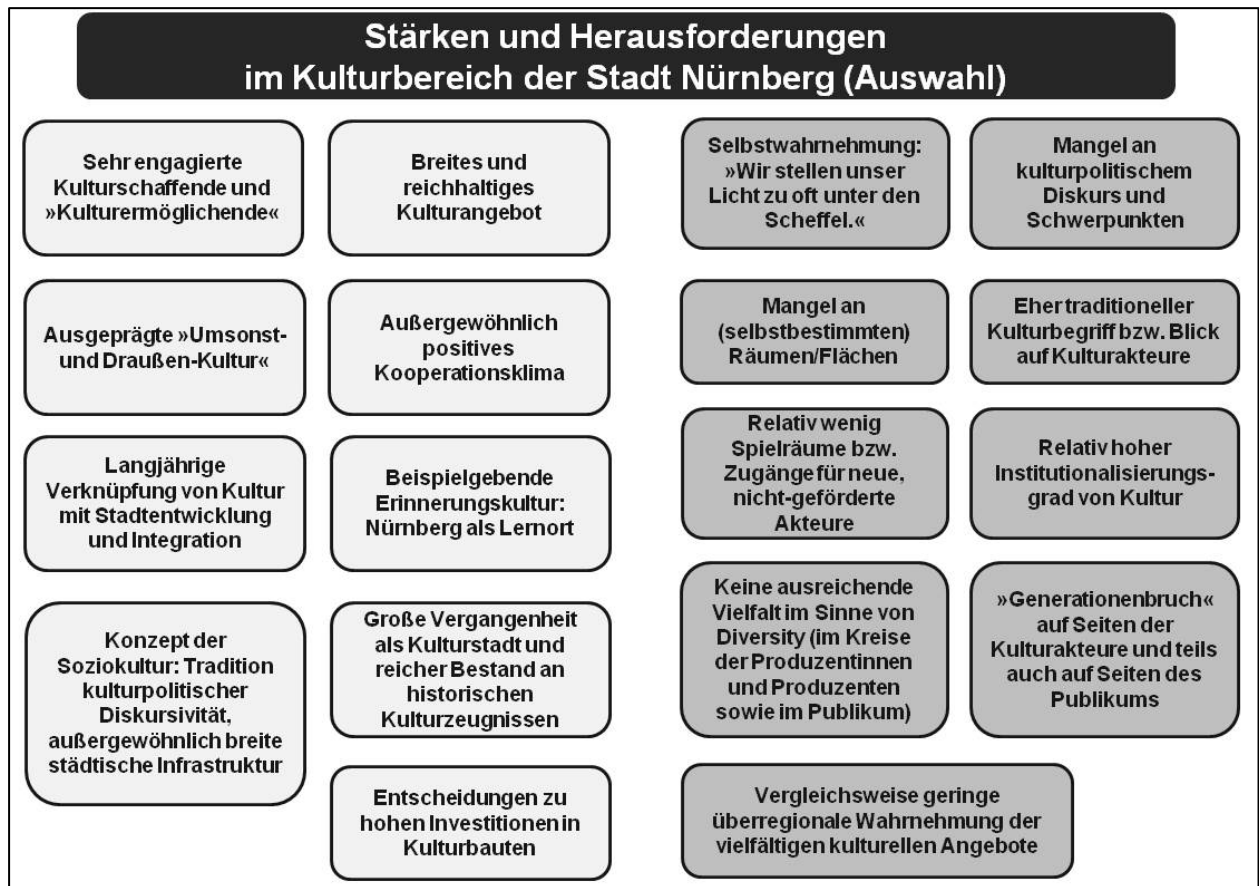 Stärken und Herausforderungen
im Kulturbereich der Stadt Nürnberg (Auswahl)
Sehr engagierte
Kulturschaffende und
»Kulturermöglichende«
Breites und
reichhaltiges
Kulturangebot
Selbstwahrnehmung:
»Wir stellen unser
Licht zu oft unter den
Scheffel.«
Mangel an
kulturpolitischem
Diskurs und
Schwerpunkten
Ausgeprägte »Umsonst-
und Draußen-Kultur«
Außergewöhnlich
positives
Kooperationsklima
Mangel an
(selbstbestimmten)
Räumen/Flächen
Eher traditioneller
Kulturbegriff bzw. Blick
auf Kulturakteure
Langjährige
Verknüpfung von Kultur
mit Stadtentwicklung
und Integration
Beispielgebende
Erinnerungskultur:
Nürnberg als Lernort
Relativ wenig
Spielräume bzw.
Zugänge für neue,
nicht-geförderte
Akteure
Relativ hoher
Institutionalisierungs-
grad von Kultur
Konzept der
Soziokultur: Tradition
kulturpolitischer
Diskursivität,
außergewöhnlich breite
städtische Infrastruktur
Große Vergangenheit
als Kulturstadt und
reicher Bestand an
historischen
Kulturzeugnissen
Keine ausreichende
Vielfalt im Sinne von
Diversity (im Kreise
der Produzentinnen
und Produzenten
sowie im Publikum)
»Generationenbruch«
auf Seiten der
Kulturakteure und teils
auch auf Seiten des
Publikums
Entscheidungen zu
hohen Investitionen in
Kulturbauten
Vergleichsweise geringe
überregionale Wahrnehmung der
vielfältigen kulturellen Angebote